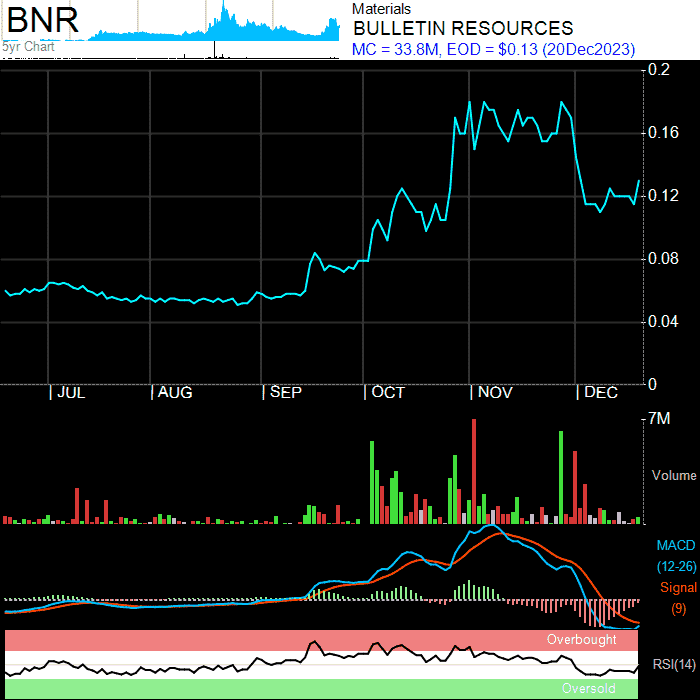 BNR
5yr Chart
Materials
BULLETIN RESOURCES
MC = 33.8M, EOD = $0.13 (20Dec2023)
0.2
0.16
0.12
0.08
0.04
0
| JUL | AUG | SEP | OCT | NOV | DEC
7M
Volume
MACD
(12-26)
Signal
(9)
Overbought
RSI(14)
Oversold